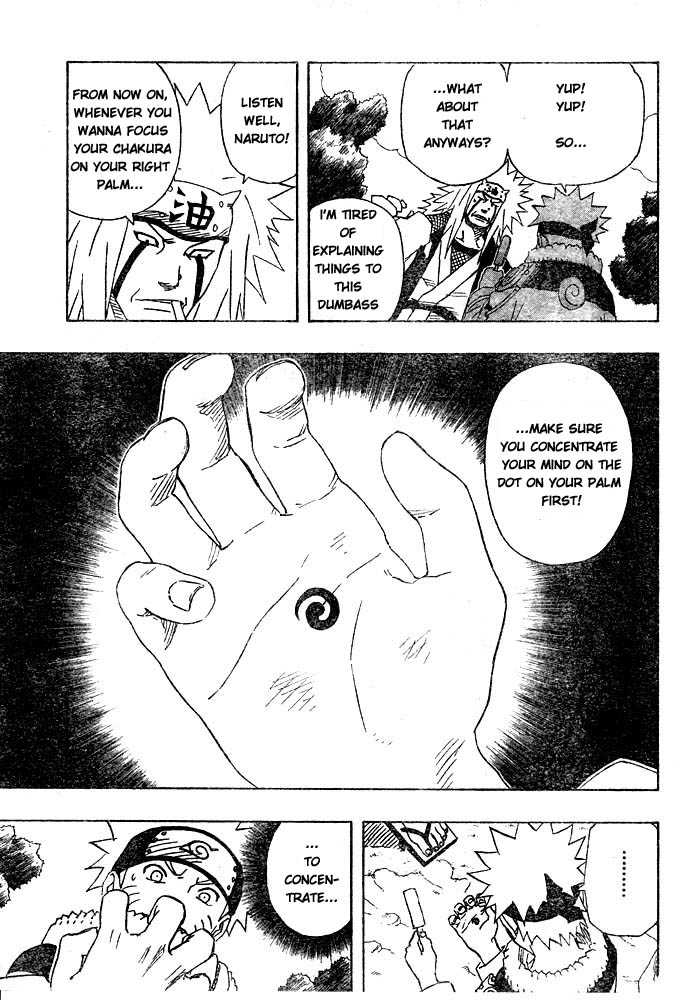 YUP!
YUP!
SO...
...WHAT
ABOUT
THAT
ANYWAYS?
I'M TIRED
OF
EXPLAINING
THINGS TO
THIS
DUMBASS
LISTEN
WELL,
NARUTO!
FROM NOW ON,
WHENEVER YOU
WANNA FOCUS
YOUR CHAKURA
ON YOUR RIGHT
PALM...
油
...MAKE SURE
YOU CONCENTRATE
YOUR MIND ON THE
DOT ON YOUR PALM
FIRST!
........
...
TO
CONCEN-
TRATE...